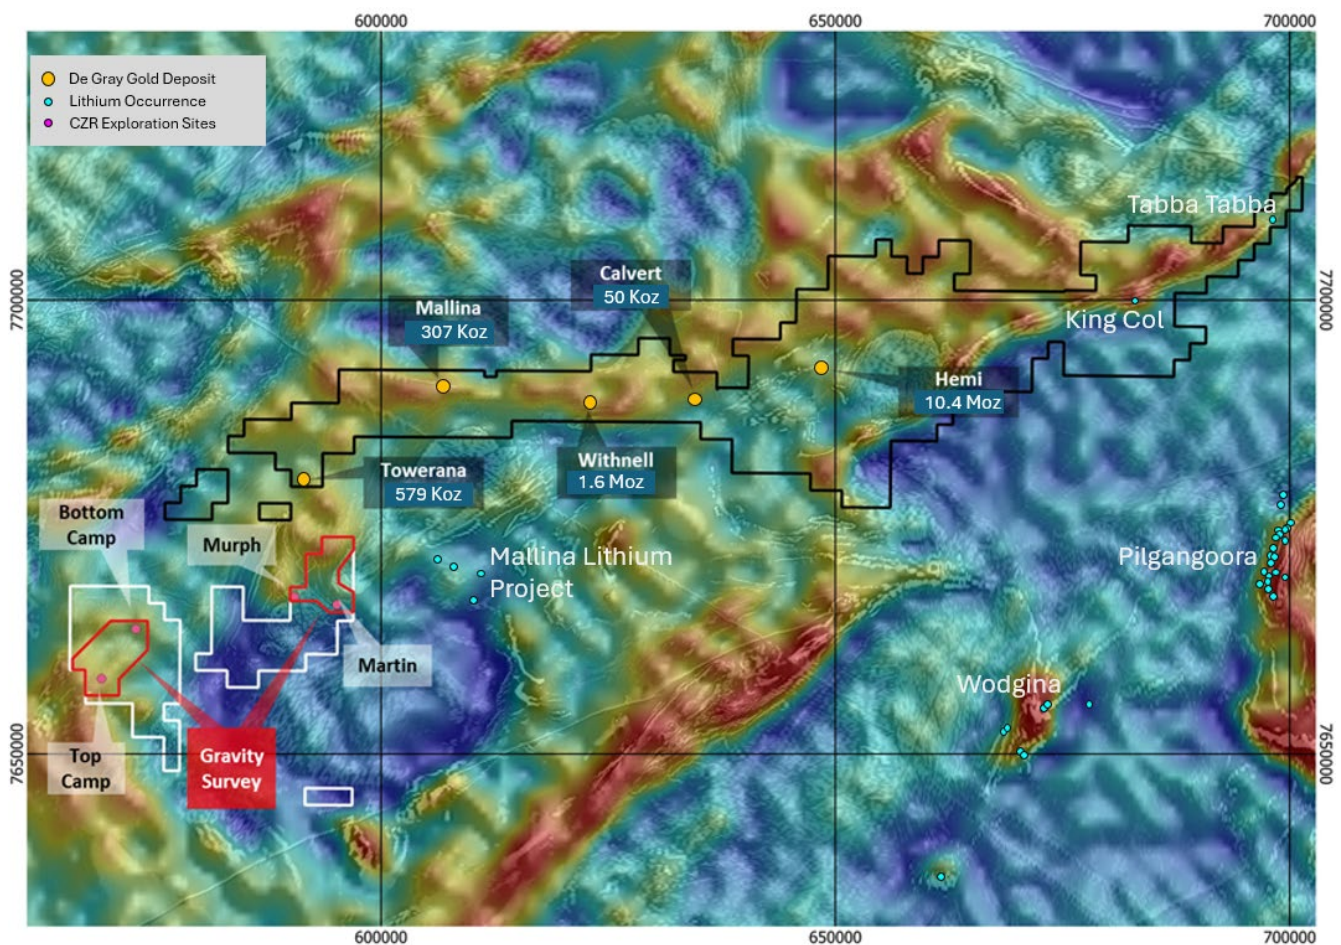 600000
650000
700000
De Gray Gold Deposit
Lithium Occurrence
CZR Exploration Sites
Tabba Tabba
Calvert
50 Koz
7700000
7700000
Mallina
307 Koz
King Col
Hemi
10.4 Moz
Towerana
579 Koz
Withnell
1.6 Moz
Bottom
Camp
Murph
Mallina Lithium
Project
Pilgangoora
Martin
Wodgina
Top
Camp
Gravity
Survey
7650000
7650000
600000
650000
700000